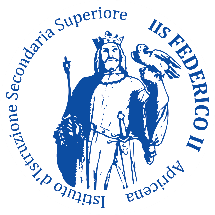 Istituto d'Istruzione Secondaria Superiore
IIS FEDERICO II
Apricena